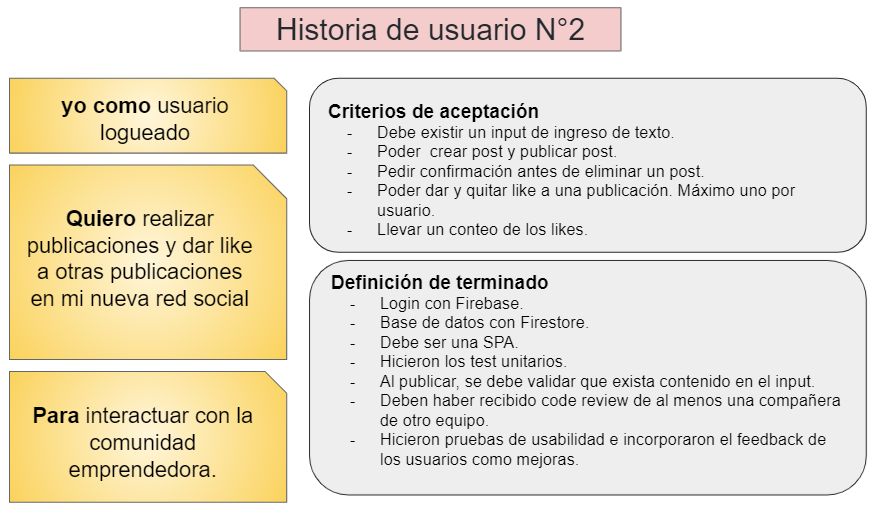 Historia de usuario N°2
yo como usuario
logueado
Quiero realizar
publicaciones y dar like
a otras publicaciones
en mi nueva red social
Para interactuar con la
comunidad
emprendedora.
Criterios de aceptación
- Debe existir un input de ingreso de texto.
- Poder crear post y publicar post.
- Pedir confirmación antes de eliminar un post.
- Poder dar y quitar like a una publicación. Máximo uno por
usuario.
- Llevar un conteo de los likes.
Definición de terminado
- Login con Firebase.
- Base de datos con Firestore.
- Debe ser una SPA.
- Hicieron los test unitarios.
- Al publicar, se debe validar que exista contenido en el input.
- Deben haber recibido code review de al menos una compañera
de otro equipo.
- Hicieron pruebas de usabilidad e incorporaron el feedback de
los usuarios como mejoras.